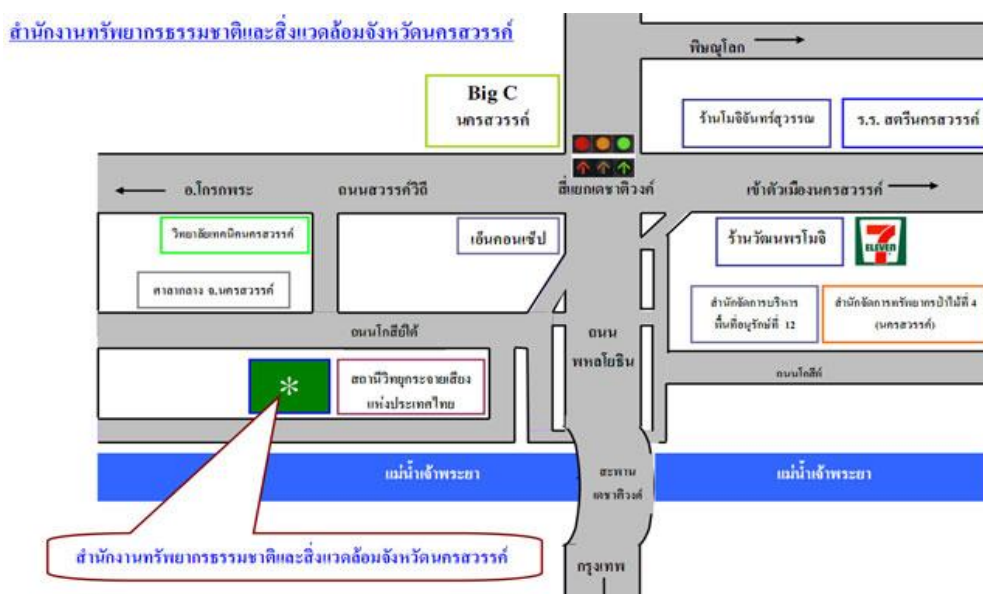 สำนักงานทรัพยากรธรรมชาติและสิ่งแวดล้อมจังหวัดนครสวรรค์
พิษณุโลก
Big C
นครสวรรค์
ร้านโมจิจันทร์สุวรรณ
ร.ร. สตรีนครสวรรค์
อ.โกรกพระ
ถนนสวรรค์วิถี
สี่แยกเดชาติวงศ์
เข้าตัวเมืองนครสวรรค์
วิทยาลัยเทคนิคนครสวรรค์
เอ็นคอนเซ็ป
ร้านวัฒนพรโมจิ
7
ELEVEN
ศาลากลาง จ.นครสวรรค์
สำนักจัดการบริหาร
พื้นที่อนุรักษ์ที่ 12
สำนักจัดการทรัพยากรป่าไม้ที่ 4
(นครสวรรค์)
ถนนโกสีย์ใต้
ถนน
พหลโยธิน
ถนนโกสีย์
*
สถานีวิทยุกระจายเสียง
แห่งประเทศไทย
แม่น้ำเจ้าพระยา
สะพาน
เดชาติวงศ์
แม่น้ำเจ้าพระยา
สำนักงานทรัพยากรธรรมชาติและสิ่งแวดล้อมจังหวัดนครสวรรค์
กรุงเทพ